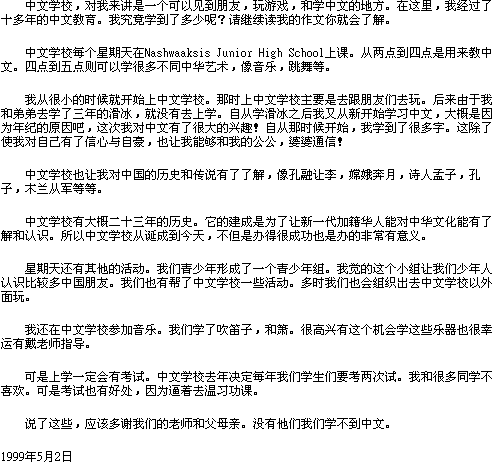 中文学校，对我来讲是一个可以见到朋友，玩游戏，和学中文的地方。在这里，我经过了
十多年的中文教育。我究竟学到了多少呢？请继续读我的作文你就会了解。
中文学校每个星期天在Nashwaaksis Junior High School上课。从两点到四点是用来教中
文。四点到五点则可以学很多不同中华艺术，像音乐，跳舞等。
我从很小的时候就开始上中文学校。那时上中文学校主要是去跟朋友们去玩。后来由于我
和弟弟去学了三年的滑冰，就没有去上学。自从学滑冰之后我又从新开始学习中文，大概是因
为年纪的原因吧，这次我对中文有了很大的兴趣！自从那时候开始，我学到了很多字。这除了
使我对自己有了信心与自豪，也让我能够和我的公公，婆婆通信！
中文学校也让我对中国的历史和传说有了了解，像孔融让李，嫦娥奔月，诗人孟子，孔
子，木兰从军等等。
中文学校有大概二十三年的历史。它的建成是为了让新一代加籍华人能对中华文化能有了
解和认识。所以中文学校从诞成到今天，不但是办得很成功也是办的非常有意义。
星期天还有其他的活动。我们青少年形成了一个青少年组。我觉的这个小组让我们少年人
认识比较多中国朋友。我们也有帮了中文学校一些活动。多时我们也会组织出去中文学校以外
面玩。
我还在中文学校参加音乐。我们学了吹笛子，和箫。很高兴有这个机会学这些乐器也很幸
运有戴老师指导。
可是上学一定会有考试。中文学校去年决定每年我们学生们要考两次试。我和很多同学不
喜欢。可是考试也有好处，因为逼着去温习功课。
说了这些，应该多谢我们的老师和父母亲。没有他们我们学不到中文。
1999年5月2日